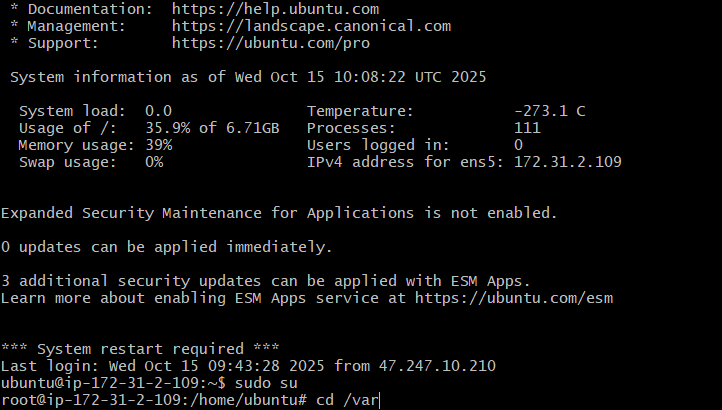 * Documentation:  https://help.ubuntu.com
* Management:     https://landscape.canonical.com
* Support:        https://ubuntu.com/pro
System information as of Wed Oct 15 10:08:22 UTC 2025
System load:  0.0                Temperature:           -273.1 C
Usage of /:   35.9% of 6.71GB   Processes:             111
Memory usage: 39%               Users logged in:       0
Swap usage:   0%                IPv4 address for ens5: 172.31.2.109
Expanded Security Maintenance for Applications is not enabled.
0 updates can be applied immediately.
3 additional security updates can be applied with ESM Apps.
Learn more about enabling ESM Apps service at https://ubuntu.com/esm
*** System restart required ***
Last login: Wed Oct 15 09:43:28 2025 from 47.247.10.210
ubuntu@ip-172-31-2-109:~$ sudo su
root@ip-172-31-2-109:/home/ubuntu# cd /var